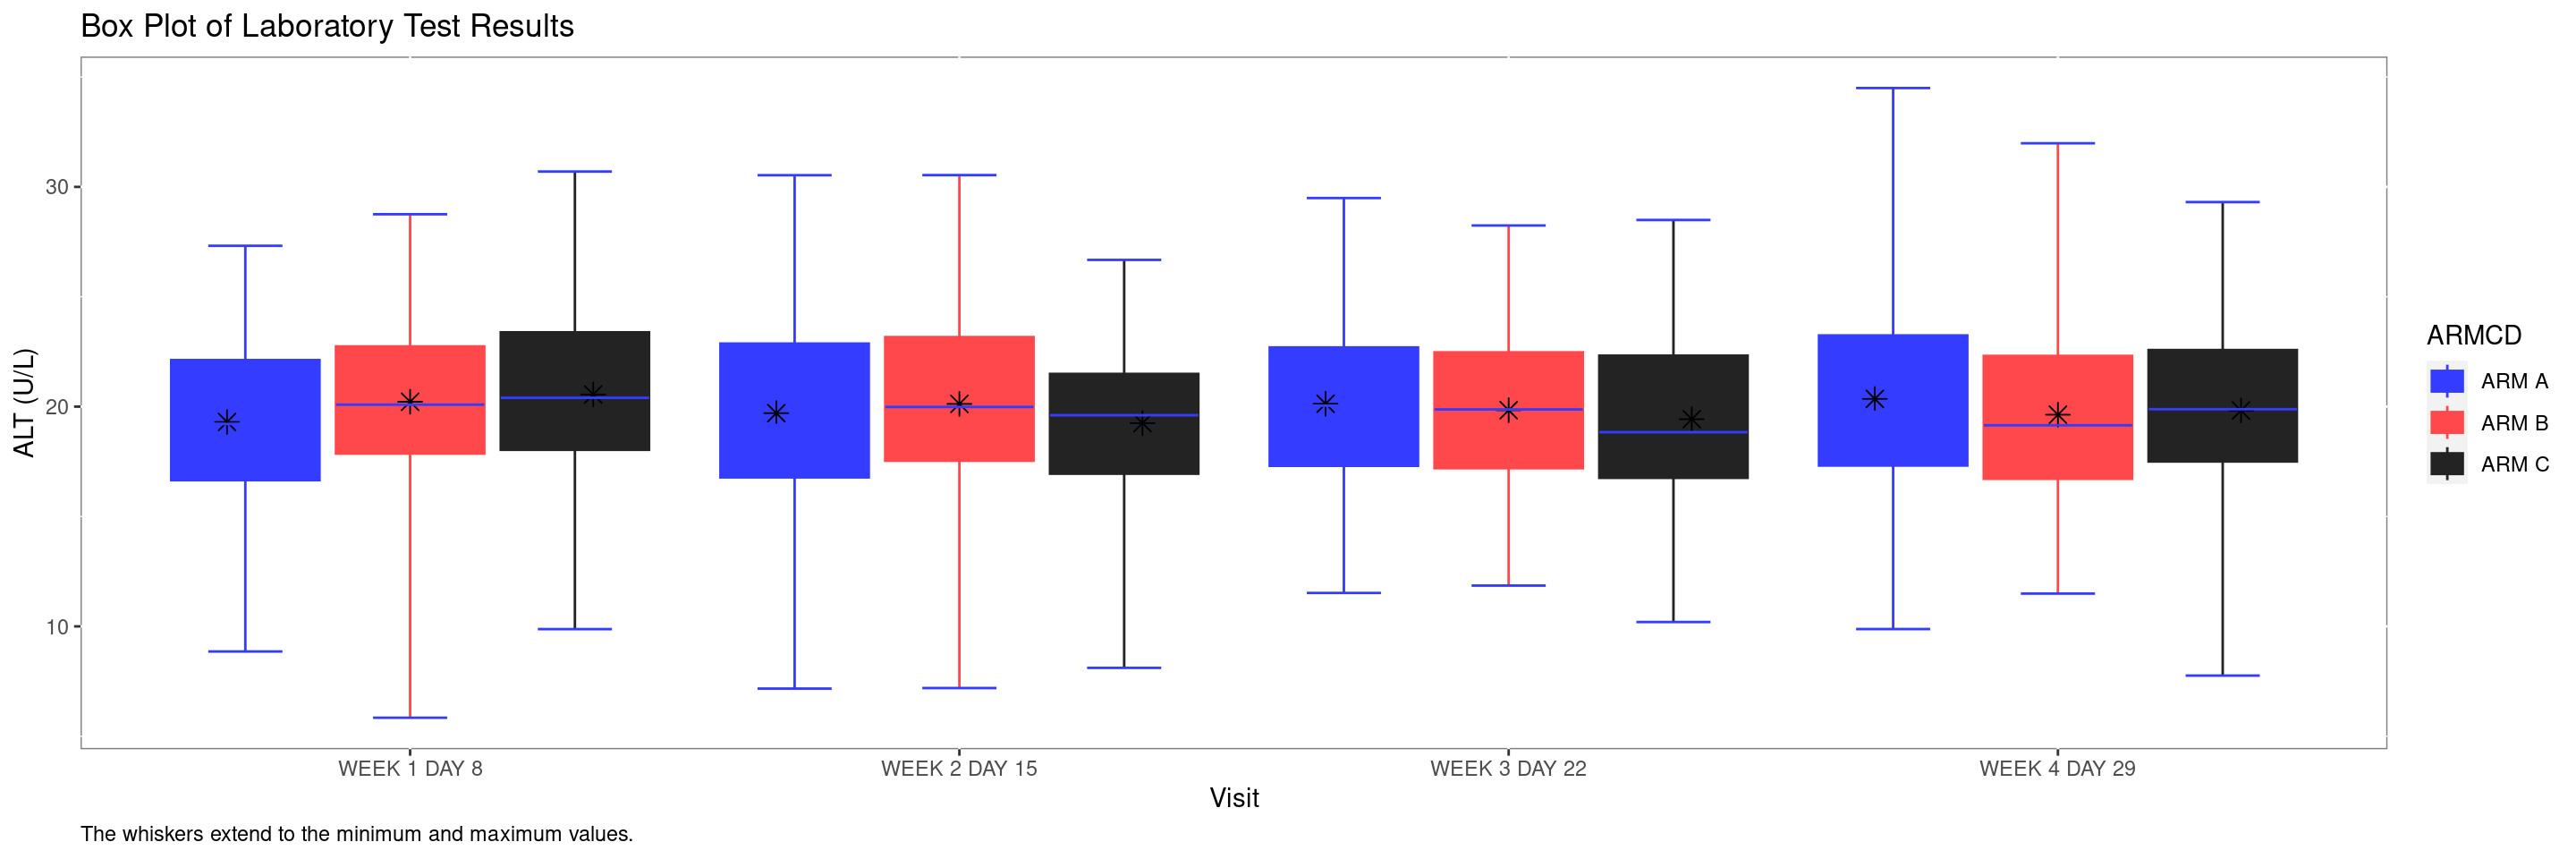 Box Plot of Laboratory Test Results
ALT (U/L)
30
20
10
WEEK 1 DAY 8
WEEK 2 DAY 15
WEEK 3 DAY 22
WEEK 4 DAY 29
Visit
ARMCD
ARM A
ARM B
ARM C
The whiskers extend to the minimum and maximum values.